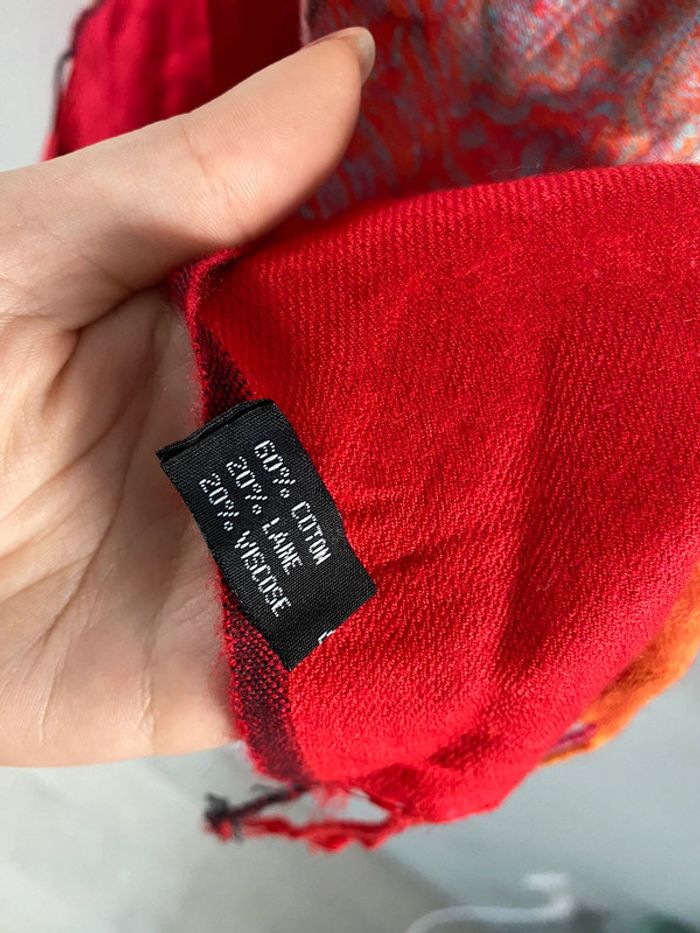 60% COTON
20% LAINE
20% VISCOSE